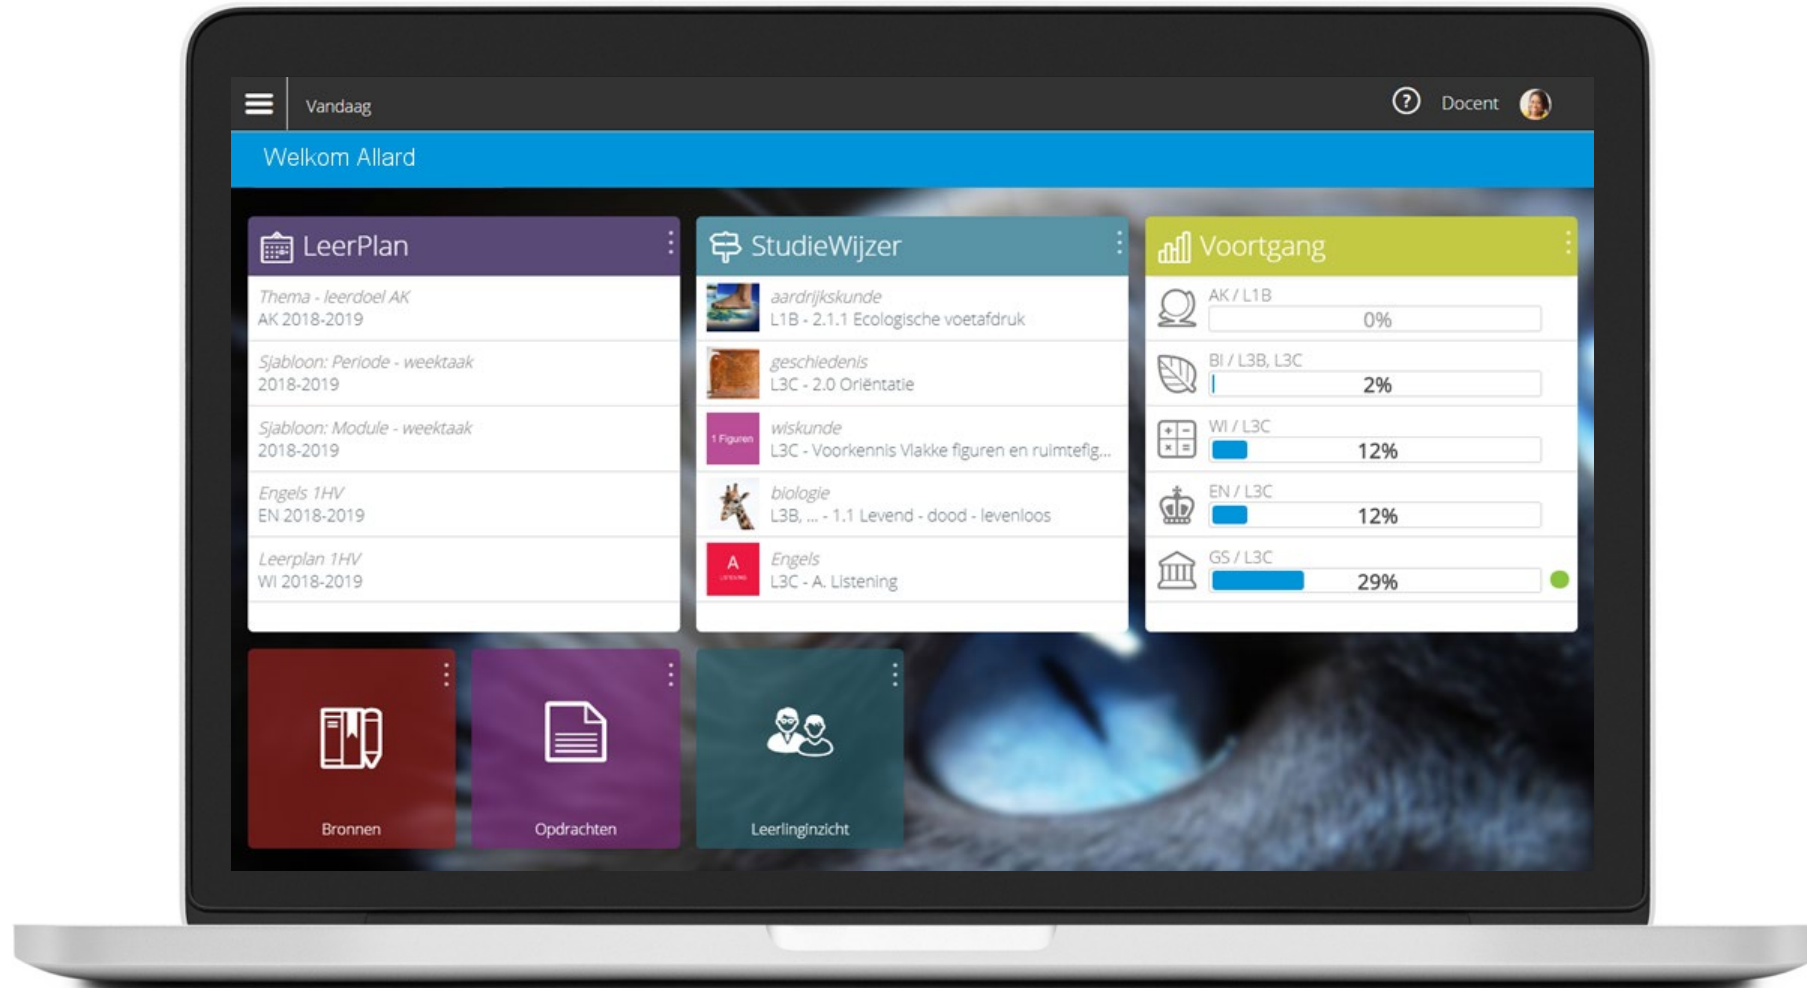 Vandaag
Docent
Welkom Allard
LeerPlan
Thema - leerdoel AK
AK 2018-2019
Sjabloon: Periode - weektaak
2018-2019
Sjabloon: Module - weektaak
2018-2019
Engels 1HV
EN 2018-2019
Leerplan 1HV
WI 2018-2019
StudieWijzer
aardrijkskunde
L1B - 2.1.1 Ecologische voetafdruk
geschiedenis
L3C - 2.0 Oriëntatie
1 Figuren
wiskunde
L3C - Voorkennis Vlakke figuren en ruimtefig...
biologie
L3B, ... - 1.1 Levend - dood - levenloos
A
LISTENING
Engels
L3C - A. Listening
Voortgang
AK / L1B
0%
BI / L3B, L3C
2%
WI / L3C
12%
EN / L3C
12%
GS / L3C
29%
Bronnen
Opdrachten
Leerlinginzicht